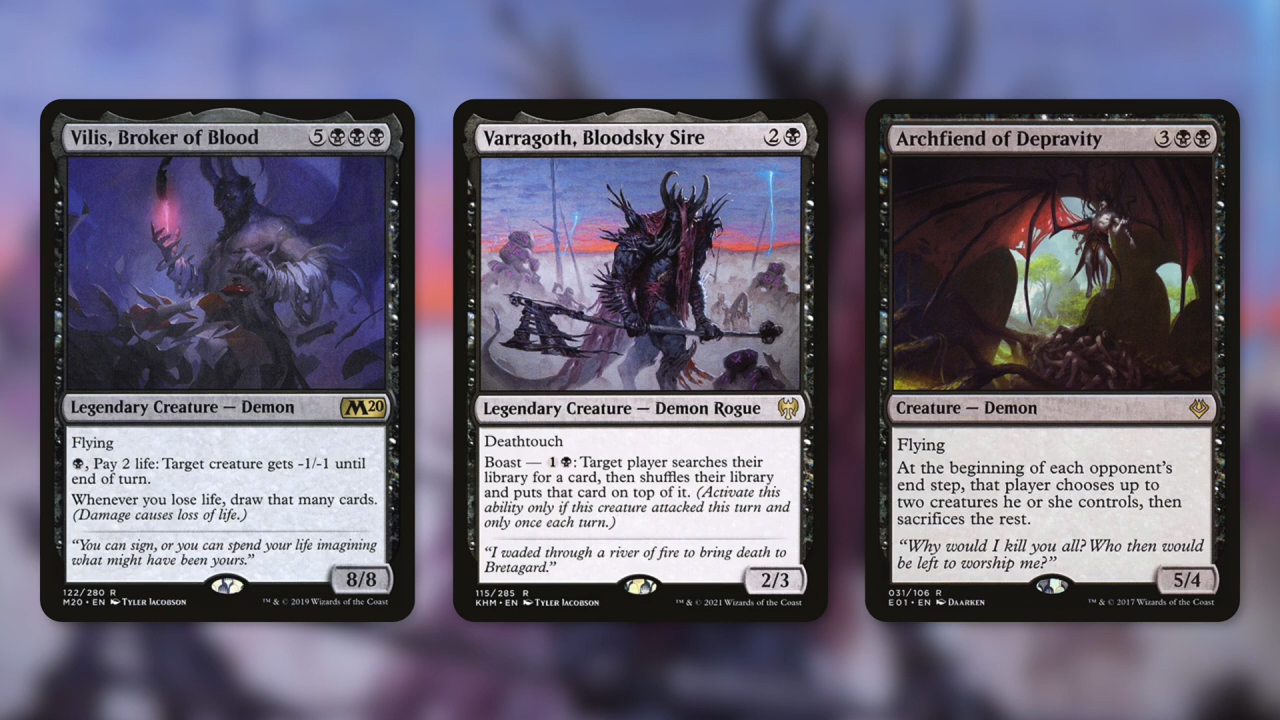 Vilis, Broker of Blood 5
Legendary Creature — Demon M20
Flying
, Pay 2 life: Target creature gets -1/-1 until
end of turn.
Whenever you lose life, draw that many cards.
(Damage causes loss of life.)
“You can sign, or you can spend your life imagining
what might have been yours.”
8/8
122/280 R
M20 • EN Tyler Jacobson
™ & © 2019 Wizards of the Coast
Varragoth, Bloodsky Sire 2
Legendary Creature — Demon Rogue
Deathtouch
Boast — 1 : Target player searches their
library for a card, then shuffles their library
and puts that card on top of it. (Activate this
ability only if this creature attacked this turn and
only once each turn.)
“I waded through a river of fire to bring death to
Bretagard.”
2/3
115/285 R
KHM • EN Tyler Jacobson
™ & © 2021 Wizards of the Coast
Archfiend of Depravity 3
Creature — Demon
Flying
At the beginning of each opponent’s
end step, that player chooses up to
two creatures he or she controls, then
sacrifices the rest.
“Why would I kill you all? Who then would
be left to worship me?”
5/4
031/106 R
E01 • EN Daarken
™ & © 2017 Wizards of the Coast